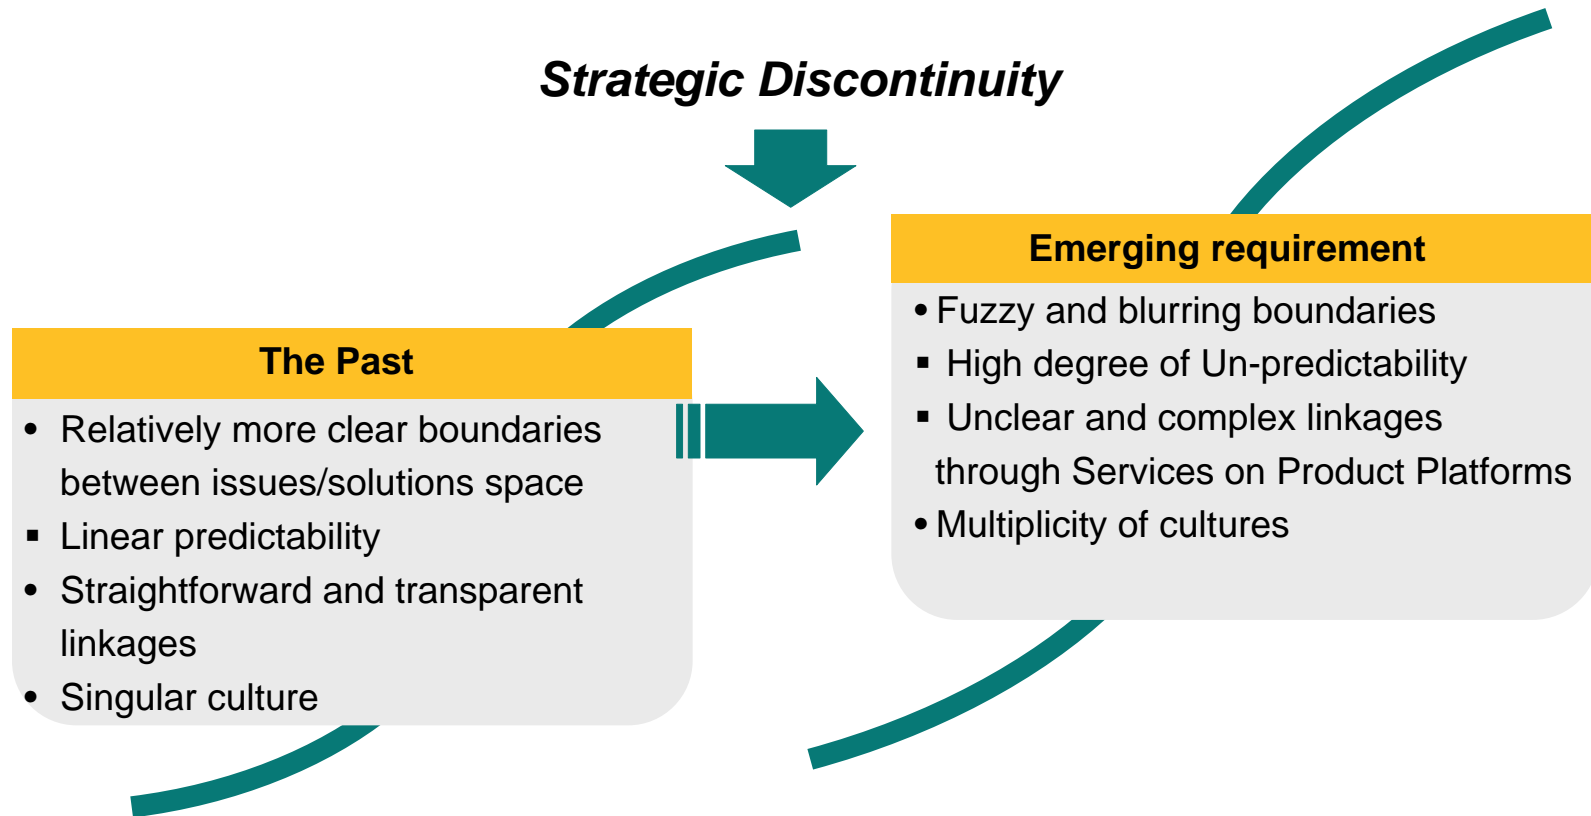 Strategic Discontinuity
The Past
• Relatively more clear boundaries
between issues/solutions space
▪ Linear predictability
• Straightforward and transparent
linkages
• Singular culture
Emerging requirement
• Fuzzy and blurring boundaries
▪ High degree of Un-predictability
▪ Unclear and complex linkages
through Services on Product Platforms
• Multiplicity of cultures